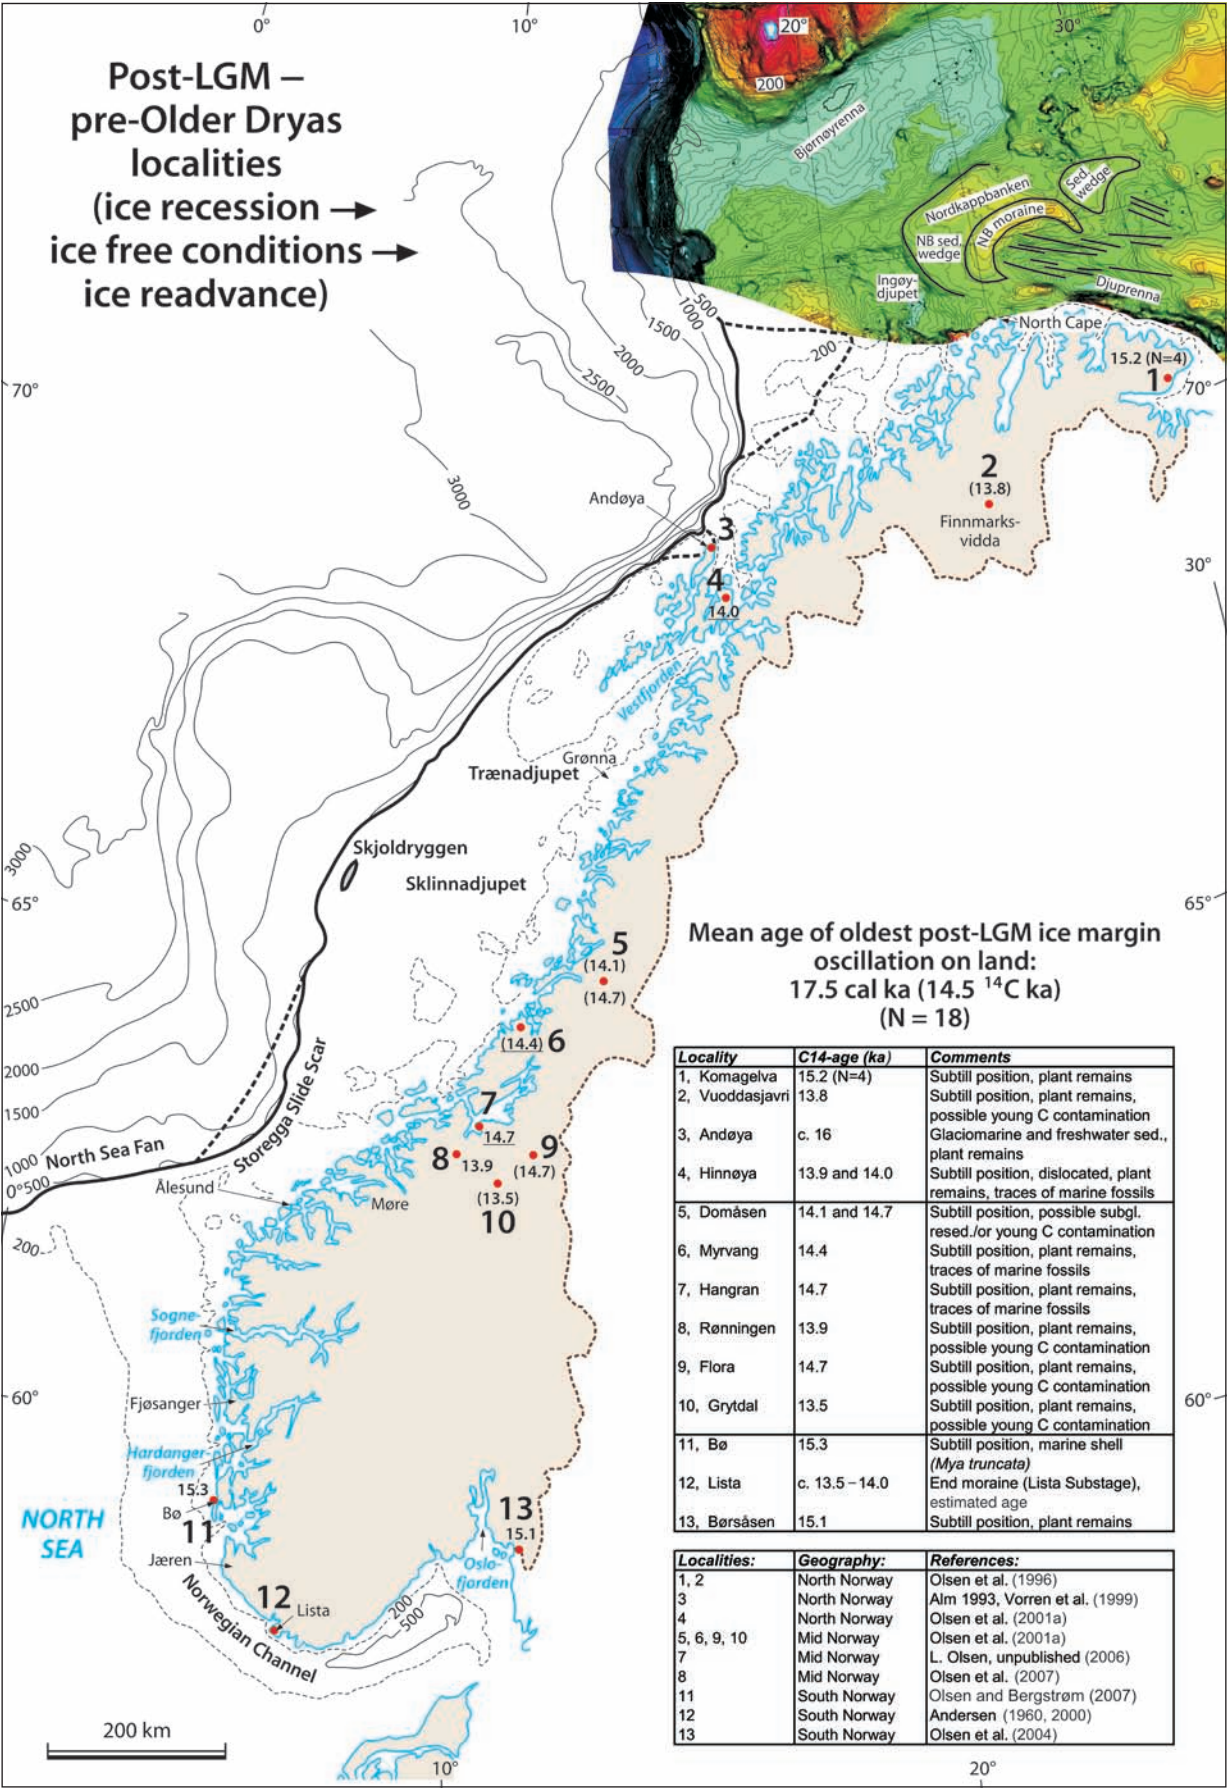 0°
10°
20°
30°
Post-LGM –
pre-Older Dryas
localities
(ice recession
ice free conditions
ice readvance)
200
Bjørnøyrenna
Sed.
wedge
Nordkappbanken
NB moraine
NB sed.
wedge
Ingøy-
djupet
Djuprenna
North Cape
500
1000
1500
2000
2500
3000
200
15.2 (N=4)
1
70°
70°
2
(13.8)
Finnmarks-
vidda
Andøya
3
4
14.0
30°
Vestfjorden
Grønna
Trænadjupet
Skjoldryggen
Sklinnadjupet
3000
65°
65°
5
(14.1)
(14.7)
(14.4) 6
2500
2000
1500
1000
0° 500
200
North Sea Fan
Storegga Slide Scar
7
14.7
8
13.9
9
(14.7)
(13.5)
10
Ålesund
Møre
Sogne-
fjorden
60°
60°
Fjøsanger
Hardanger-
fjorden
15.3
Bø
11
NORTH
SEA
Jæren
12
Lista
Norwegian Channel
200
500
13
15.1
Oslo-
fjorden
200 km
10°
20°
Mean age of oldest post-LGM ice margin
oscillation on land:
17.5 cal ka (14.5 14C ka)
(N = 18)
Locality C14-age (ka) Comments
1, Komagelva 15.2 (N=4) Subtill position, plant remains
2, Vuoddasjavri 13.8 Subtill position, plant remains,
possible young C contamination
3, Andøya c. 16 Glaciomarine and freshwater sed.,
plant remains
4, Hinnøya 13.9 and 14.0 Subtill position, dislocated, plant
remains, traces of marine fossils
5, Domåsen 14.1 and 14.7 Subtill position, possible subgl.
resed./or young C contamination
6, Myrvang 14.4 Subtill position, plant remains,
traces of marine fossils
7, Hangran 14.7 Subtill position, plant remains,
traces of marine fossils
8, Rønningen 13.9 Subtill position, plant remains,
possible young C contamination
9, Flora 14.7 Subtill position, plant remains,
possible young C contamination
10, Grytdal 13.5 Subtill position, plant remains,
possible young C contamination
11, Bø 15.3 Subtill position, marine shell
(Mya truncata)
12, Lista c. 13.5 – 14.0 End moraine (Lista Substage),
estimated age
13, Børsåsen 15.1 Subtill position, plant remains
Localities: Geography: References:
1, 2 North Norway Olsen et al. (1996)
3 North Norway Alm 1993, Vorren et al. (1999)
4 North Norway Olsen et al. (2001a)
5, 6, 9, 10 Mid Norway Olsen et al. (2001a)
7 Mid Norway L. Olsen, unpublished (2006)
8 Mid Norway Olsen et al. (2007)
11 South Norway Olsen and Bergstrøm (2007)
12 South Norway Andersen (1960, 2000)
13 South Norway Olsen et al. (2004)